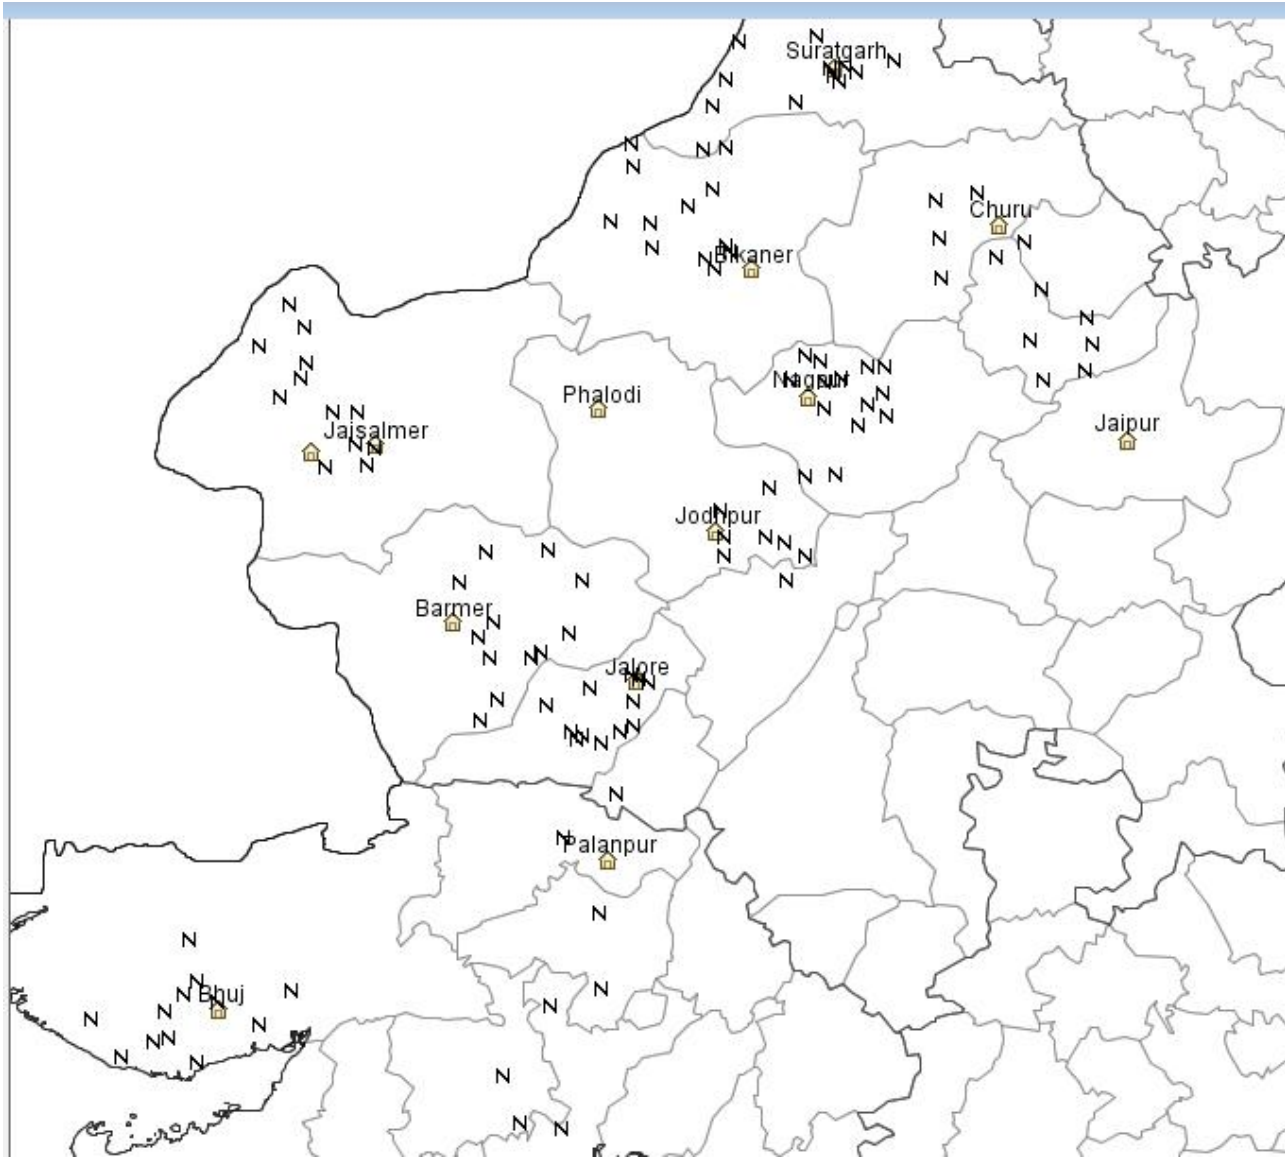 Suratgarh
Churu
Bikaner
Nagaur
Phalodi
Jaipur
Jaisalmer
Jodhpur
Barmer
Jalore
Palanpur
Bhuj